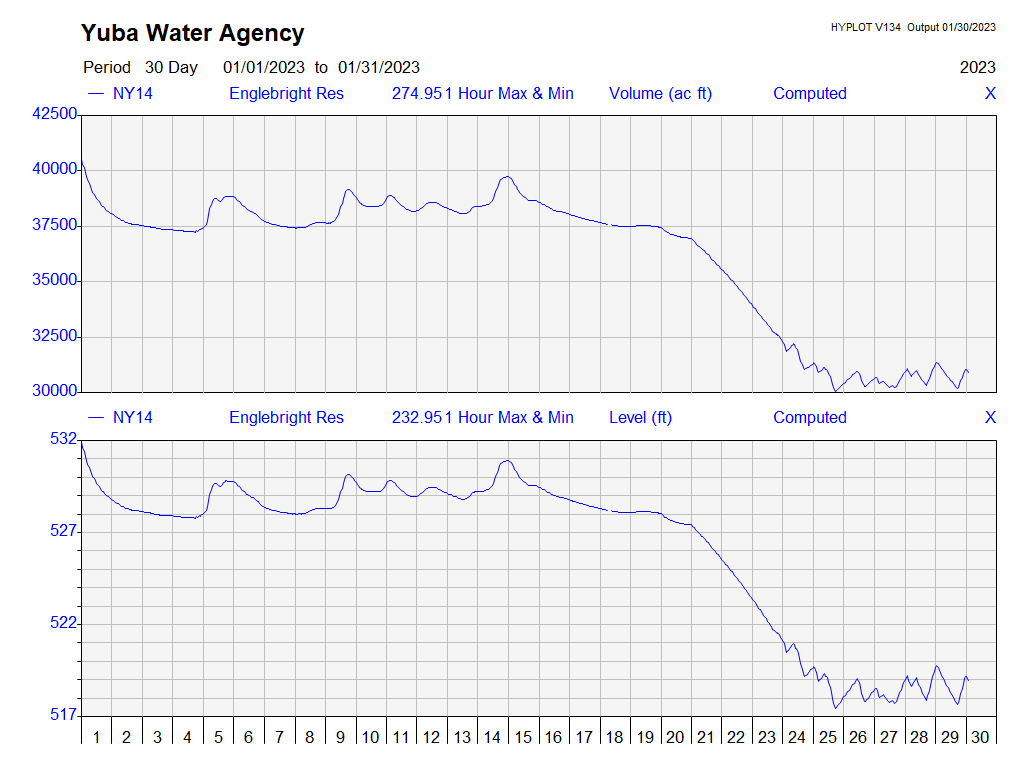 Yuba Water Agency
HYPLOT V134 Output 01/30/2023
Period 30 Day 01/01/2023 to 01/31/2023 2023
NY14 Englebright Res 274.951 Hour Max & Min Volume (ac ft) Computed X
42500
40000
37500
35000
32500
30000
NY14 Englebright Res 232.951 Hour Max & Min Level (ft) Computed X
532
527
522
517
1 2 3 4 5 6 7 8 9 10 11 12 13 14 15 16 17 18 19 20 21 22 23 24 25 26 27 28 29 30